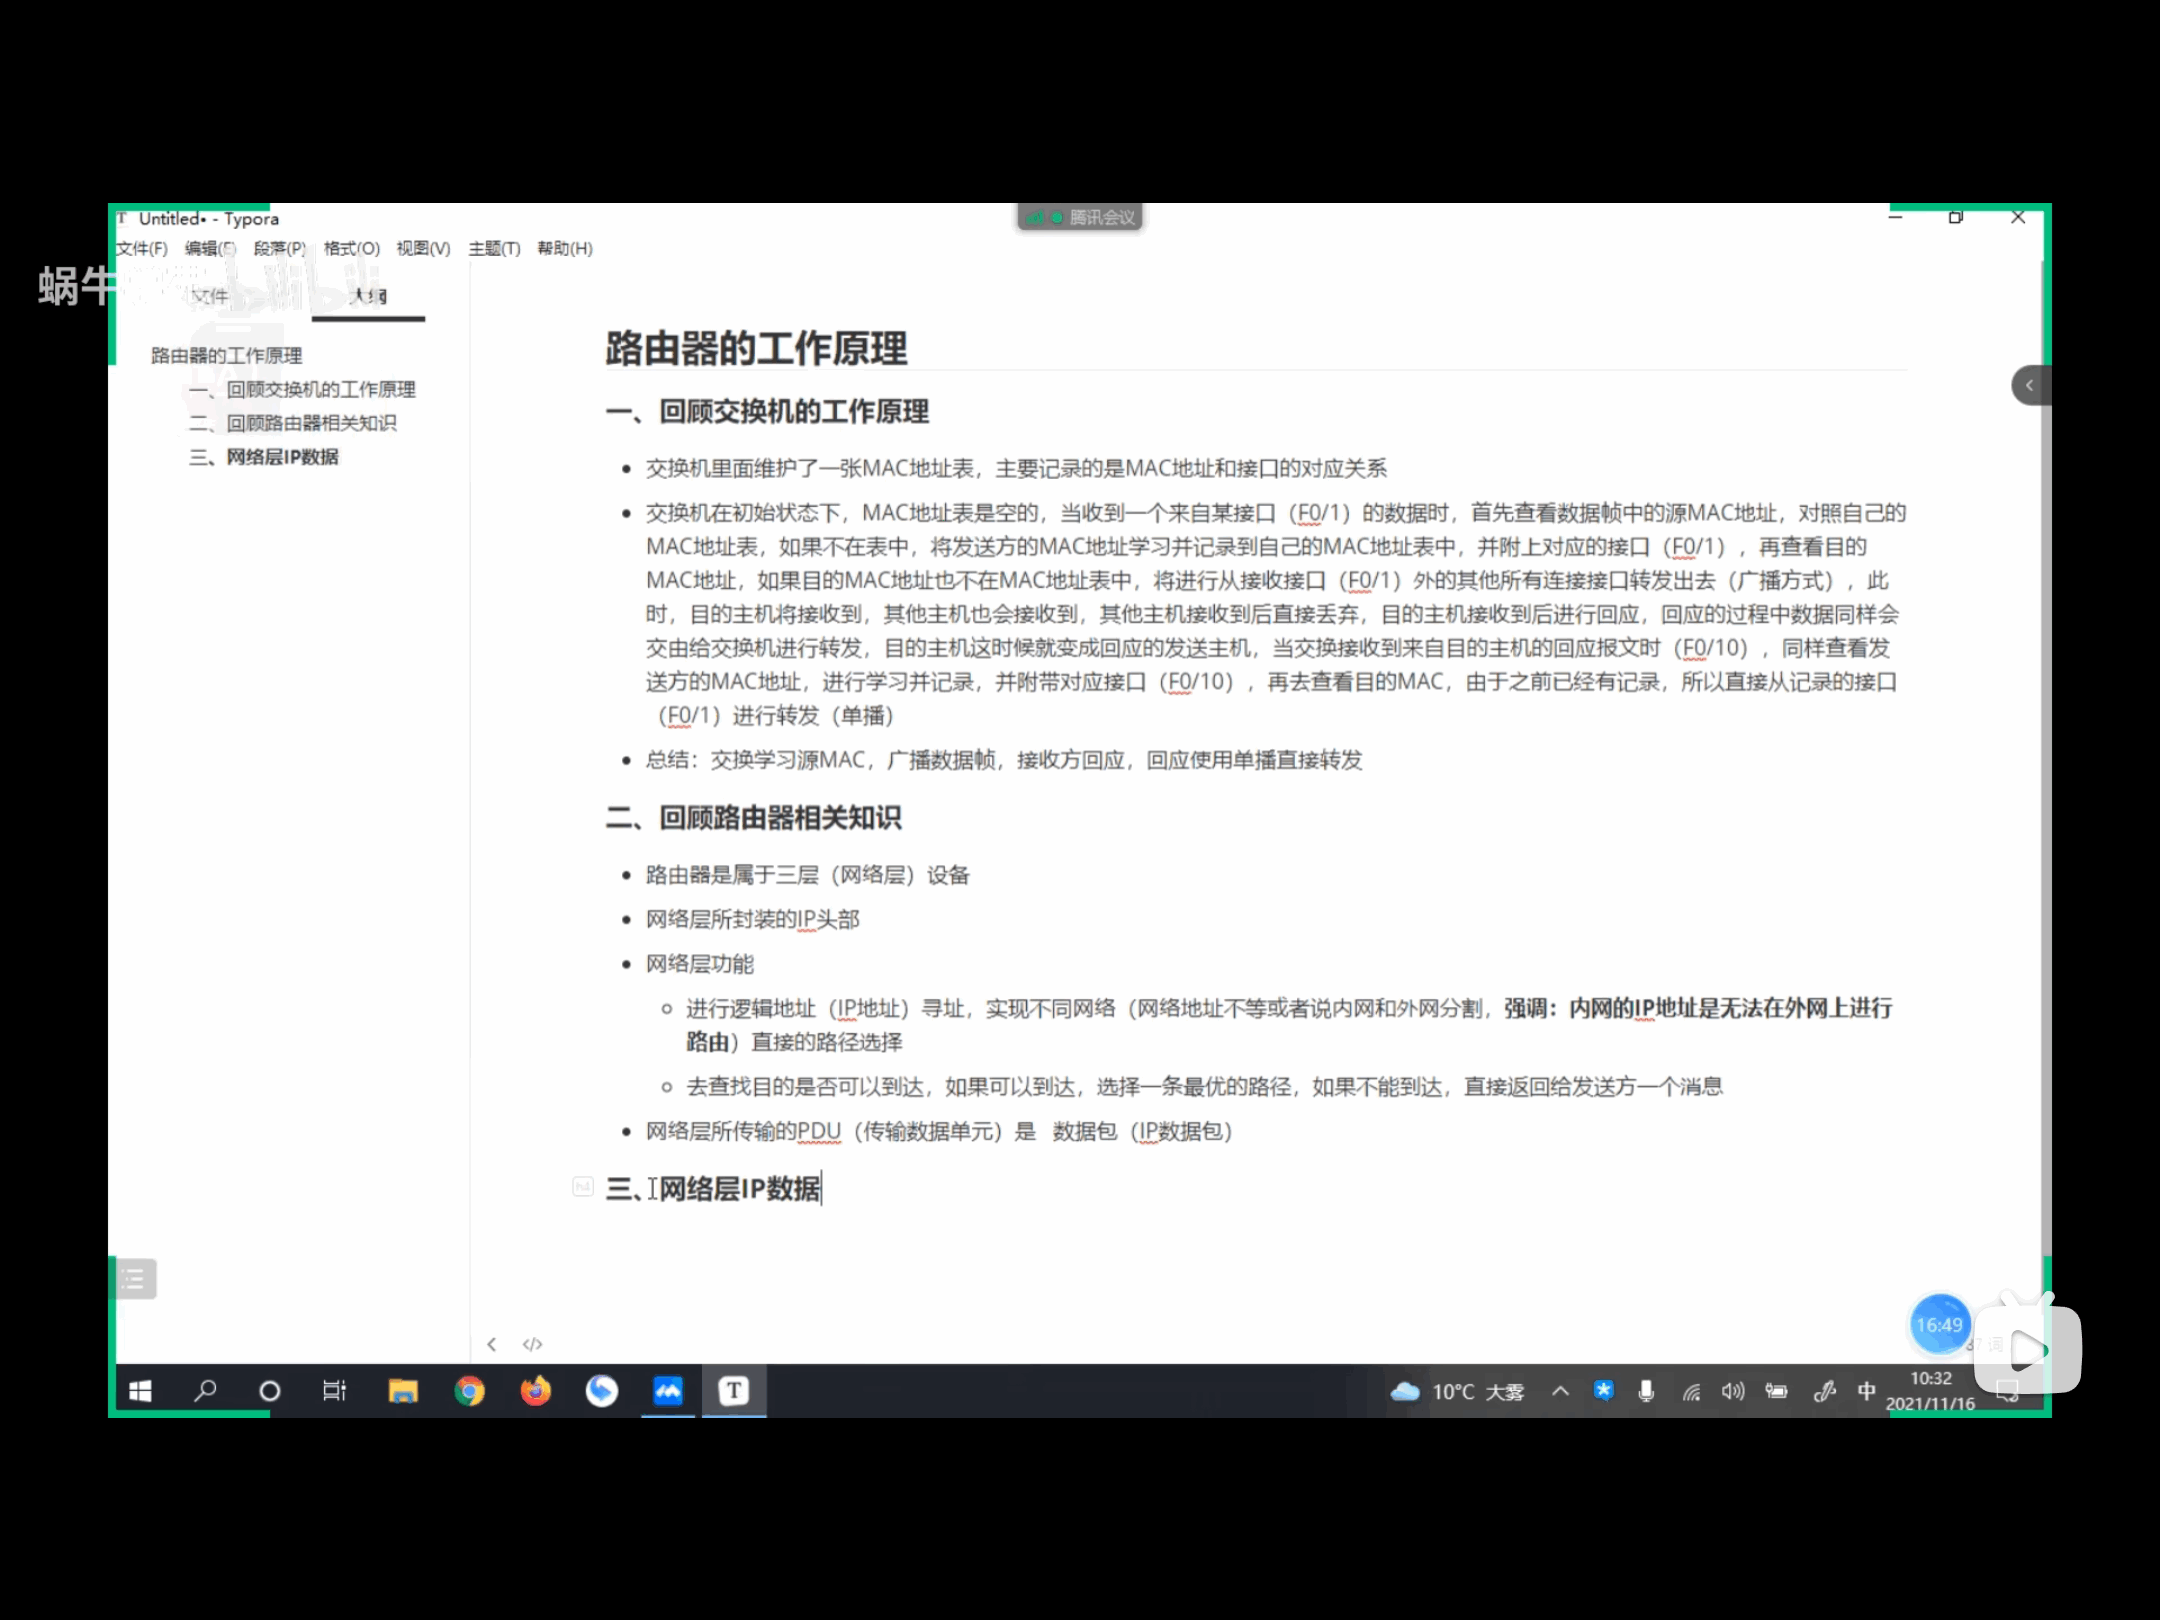 Untitled• - Typora
腾讯会议
文件(F) 编辑(E) 段落(P) 格式(O) 视图(V) 主题(T) 帮助(H)
蜗牛
文件
大纲
路由器的工作原理
一、回顾交换机的工作原理
二、回顾路由器相关知识
三、网络层IP数据
路由器的工作原理
一、回顾交换机的工作原理
交换机里面维护了一张MAC地址表，主要记录的是MAC地址和接口的对应关系
交换机在初始状态下，MAC地址表是空的，当收到一个来自某接口（F0/1）的数据时，首先查看数据帧中的源MAC地址，对照自己的
MAC地址表，如果不在表中，将发送方的MAC地址学习并记录到自己的MAC地址表中，并附上对应的接口（F0/1），再查看目的
MAC地址，如果目的MAC地址也不在MAC地址表中，将进行从接收接口（F0/1）外的其他所有连接接口转发出去（广播方式），此
时，目的主机将接收到，其他主机也会接收到，其他主机接收到后直接丢弃，目的主机接收到后进行回应，回应的过程中数据同样会
交由给交换机进行转发，目的主机这时候就变成回应的发送主机，当交换接收到来自目的主机的回应报文时（F0/10），同样查看发
送方的MAC地址，进行学习并记录，并附带对应接口（F0/10），再去查看目的MAC，由于之前已经有记录，所以直接从记录的接口
（F0/1）进行转发（单播）
总结：交换学习源MAC，广播数据帧，接收方回应，回应使用单播直接转发
二、回顾路由器相关知识
路由器是属于三层（网络层）设备
网络层所封装的IP头部
网络层功能
进行逻辑地址（IP地址）寻址，实现不同网络（网络地址不等或者说内网和外网分割，强调：内网的IP地址是无法在外网上进行
路由）直接的路径选择
去查找目的是否可以到达，如果可以到达，选择一条最优的路径，如果不能到达，直接返回给发送方一个消息
网络层所传输的PDU（传输数据单元）是 数据包（IP数据包）
h4
三、网络层IP数据
16:49
词
10°C 大雾
中
10:32
2021/11/16